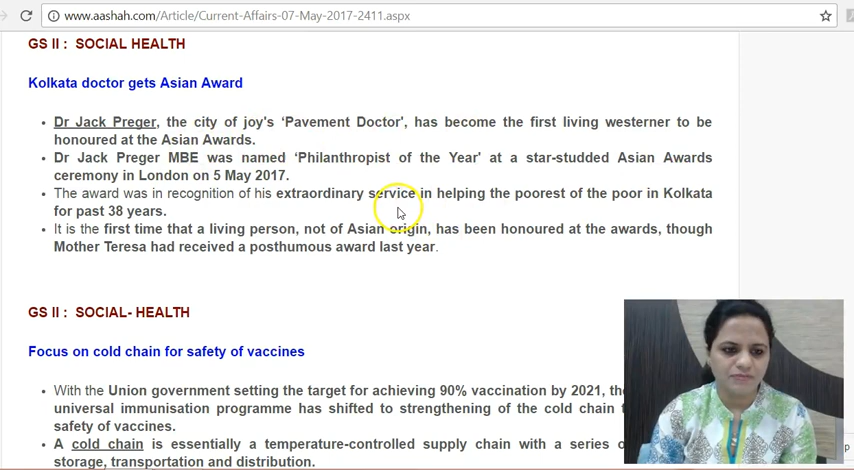 www.aashah.com/Article/Current-Affairs-07-May-2017-2411.aspx
GS II : SOCIAL HEALTH
Kolkata doctor gets Asian Award
• Dr Jack Preger, the city of joy's ‘Pavement Doctor', has become the first living westerner to be
honoured at the Asian Awards.
• Dr Jack Preger MBE was named ‘Philanthropist of the Year' at a star-studded Asian Awards
ceremony in London on 5 May 2017.
• The award was in recognition of his extraordinary service in helping the poorest of the poor in Kolkata
for past 38 years.
• It is the first time that a living person, not of Asian origin, has been honoured at the awards, though
Mother Teresa had received a posthumous award last year.
GS II : SOCIAL- HEALTH
Focus on cold chain for safety of vaccines
• With the Union government setting the target for achieving 90% vaccination by 2021, the
universal immunisation programme has shifted to strengthening of the cold chain
safety of vaccines.
• A cold chain is essentially a temperature-controlled supply chain with a series
storage, transportation and distribution.